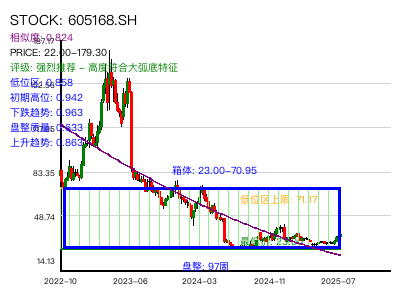 STOCK: 605168.SH
相似度: 0.824
PRICE: 22.00~179.30
评级: 强烈推荐 - 高度符合大弧底特征
低位区: 0.858
初期高位: 0.942
下跌趋势: 0.963
盘整质量: 0.633
上升趋势: 0.863
83.35
48.74
14.13
箱体: 23.00-70.95
低位区上限: 71.17
盘整: 97周
2022-10
2023-06
2024-03
2024-11
2025-07